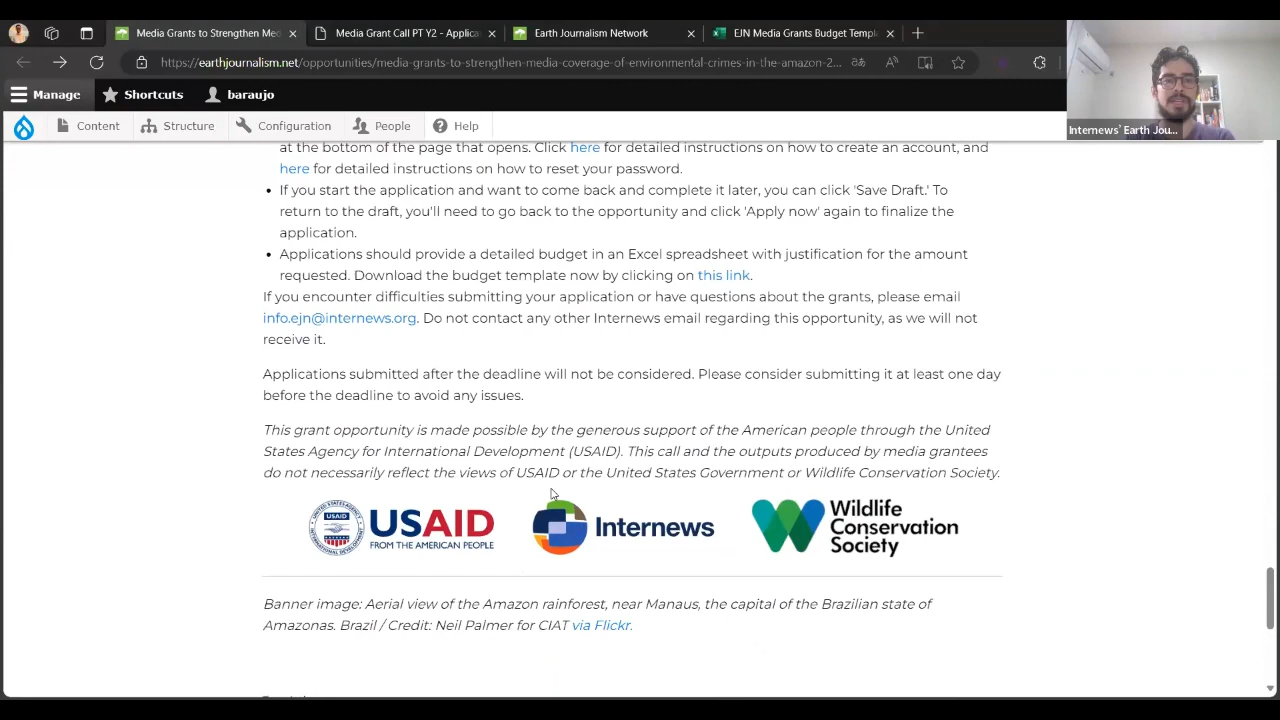 Media Grants to Strengthen Med
Media Grant Call PT Y2 - Applica
Earth Journalism Network
EJN Media Grants Budget Templ
https://earthjournalism.net/opportunities/media-grants-to-strengthen-media-coverage-of-environmental-crimes-in-the-amazon-2...
Manage Shortcuts baraujo
Internews' Earth Jou...
Content Structure Configuration People Help
at the bottom of the page that opens. Click here for detailed instructions on how to create an account, and
here for detailed instructions on how to reset your password.
• If you start the application and want to come back and complete it later, you can click 'Save Draft.' To
return to the draft, you'll need to go back to the opportunity and click 'Apply now' again to finalize the
application.
• Applications should provide a detailed budget in an Excel spreadsheet with justification for the amount
requested. Download the budget template now by clicking on this link.
If you encounter difficulties submitting your application or have questions about the grants, please email
info.ejn@internews.org. Do not contact any other Internews email regarding this opportunity, as we will not
receive it.
Applications submitted after the deadline will not be considered. Please consider submitting it at least one day
before the deadline to avoid any issues.
This grant opportunity is made possible by the generous support of the American people through the United
States Agency for International Development (USAID). This call and the outputs produced by media grantees
do not necessarily reflect the views of USAID or the United States Government or Wildlife Conservation Society.
USAID
FROM THE AMERICAN PEOPLE
Internews
Wildlife
Conservation
Society
Banner image: Aerial view of the Amazon rainforest, near Manaus, the capital of the Brazilian state of
Amazonas. Brazil / Credit: Neil Palmer for CIAT via Flickr.